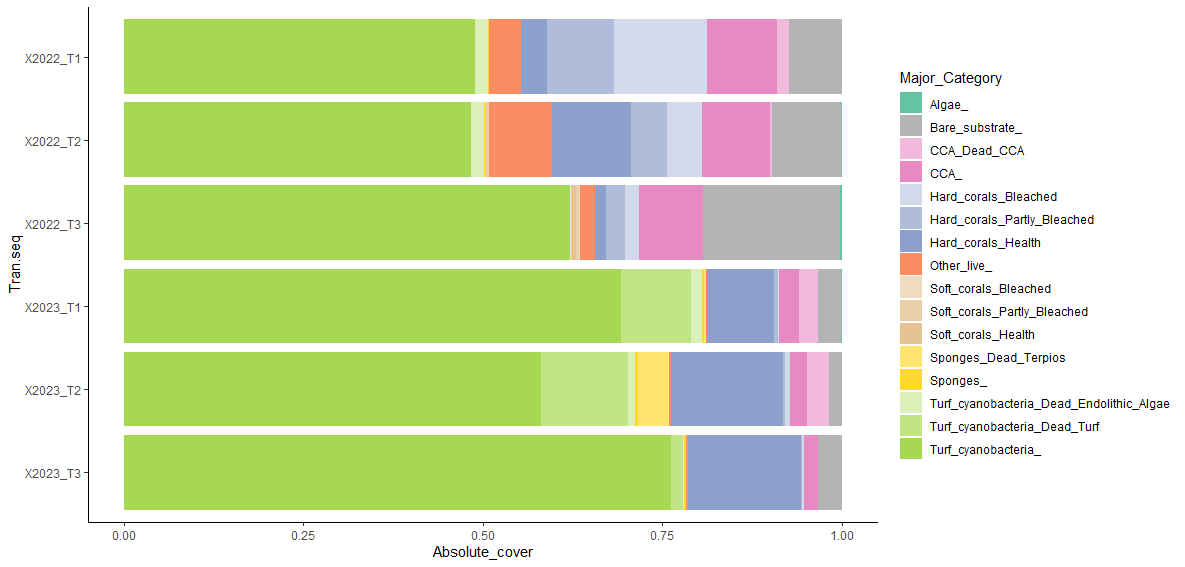 X2022_T1
X2022_T2
X2022_T3
X2023_T1
X2023_T2
X2023_T3
Tran.seq
0.00 0.25 0.50 0.75 1.00
Absolute_cover
Major_Category
Algae_
Bare_substrate_
CCA_Dead_CCA
CCA_
Hard_corals_Bleached
Hard_corals_Partly_Bleached
Hard_corals_Health
Other_live_
Soft_corals_Bleached
Soft_corals_Partly_Bleached
Soft_corals_Health
Sponges_Dead_Terpios
Sponges_
Turf_cyanobacteria_Dead_Endolithic_Algae
Turf_cyanobacteria_Dead_Turf
Turf_cyanobacteria_